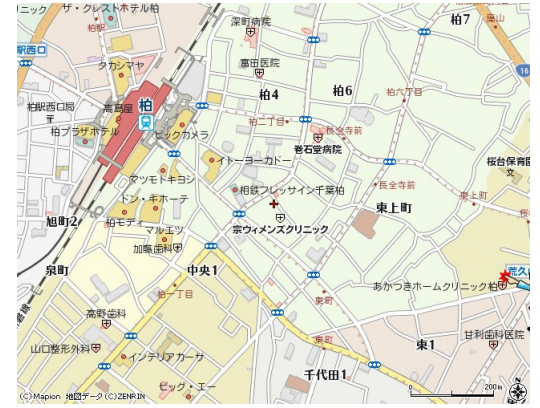 ザ・クレストホテル柏
深町病院
柏7
柏駅
駅西口
富田医院
タカシマヤ
16
柏4
柏6
柏六丁目
柏駅西口局
高島屋
柏
柏二丁目
長全寺前
柏プラザホテル
ビックカメラ
巻石堂病院
桜台保育園
イトーヨーカドー
マツモトキヨシ
相鉄フレッサイン千葉柏
長全寺前
東上町
ドン・キホーテ
東上町
旭町2
柏モディ
マルエツ
宗ウィメンズクリニック
加藤歯科
泉町
中央1
荒久
あかつきホームクリニック柏
柏一丁目
東町
高野歯科
東町
甘利歯科医院
山口整形外科
インテリアカーサ
東1
千代田1
ビッグ・エー
200m
(C)Mapion 地図データ(C)ZENRIN